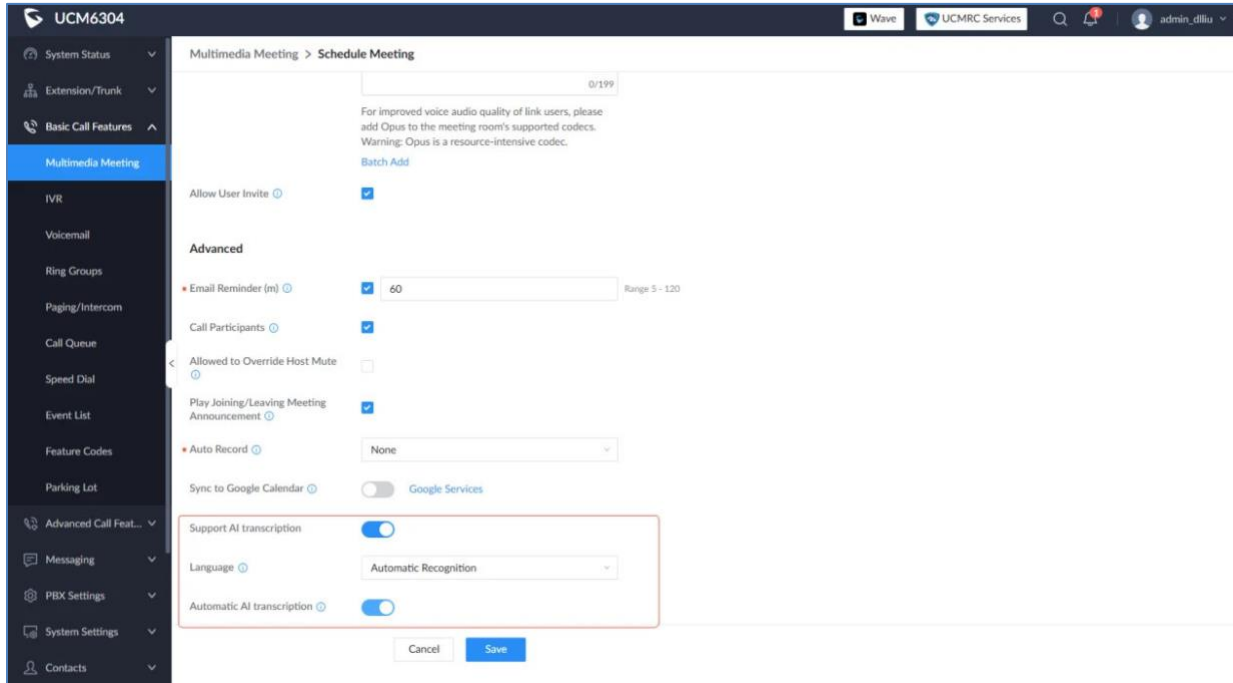 UCM6304
Wave
UCMRC Services
1
admin_dlliu
System Status
Extension/Trunk
Basic Call Features
Multimedia Meeting
IVR
Voicemail
Ring Groups
Paging/Intercom
Call Queue
Speed Dial
Event List
Feature Codes
Parking Lot
Advanced Call Feat...
Messaging
PBX Settings
System Settings
Contacts
Multimedia Meeting > Schedule Meeting
0/199
For improved voice audio quality of link users, please
add Opus to the meeting room's supported codecs.
Warning: Opus is a resource-intensive codec.
Batch Add
Allow User Invite
Advanced
* Email Reminder (m)
60
Range 5 - 120
Call Participants
Allowed to Override Host Mute
Play Joining/Leaving Meeting
Announcement
* Auto Record
None
Sync to Google Calendar
Google Services
Support AI transcription
Language
Automatic Recognition
Automatic AI transcription
Cancel
Save